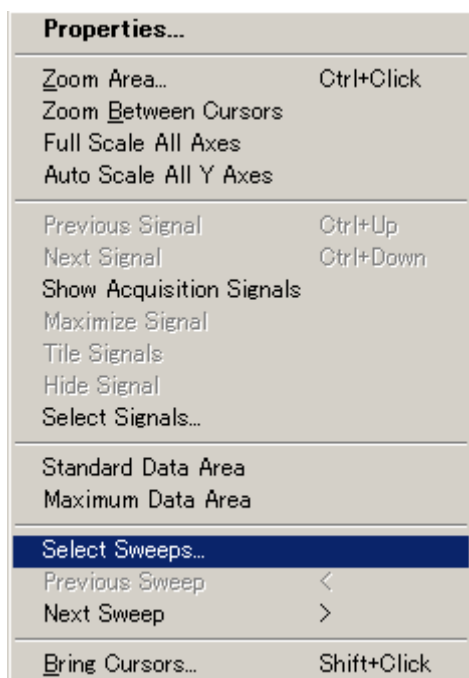 Properties...
Zoom Area... Ctrl+Click
Zoom Between Cursors
Full Scale All Axes
Auto Scale All Y Axes
Previous Signal Ctrl+Up
Next Signal Ctrl+Down
Show Acquisition Signals
Maximize Signal
Tile Signals
Hide Signal
Select Signals...
Standard Data Area
Maximum Data Area
Select Sweeps...
Previous Sweep <
Next Sweep >
Bring Cursors... Shift+Click